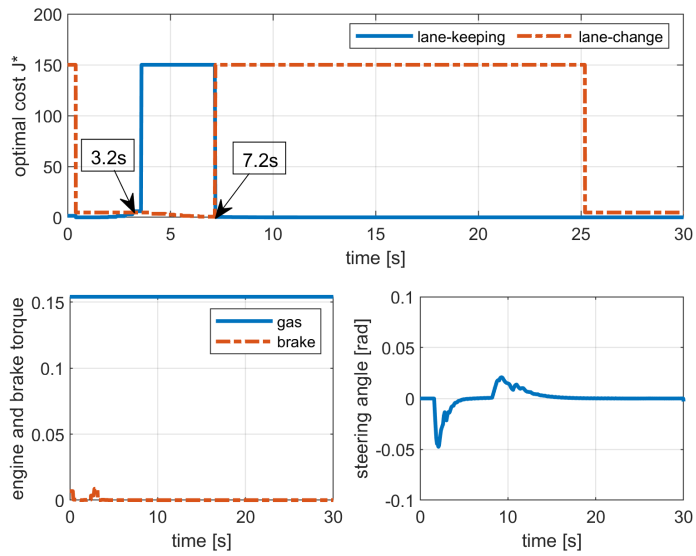 200
150
100
50
0
optimal cost J*
lane-keeping lane-change
3.2s
7.2s
0 5 10 15 20 25 30
time [s]
0.15
0.1
0.05
0
engine and brake torque
gas
brake
0 10 20 30
time [s]
0.1
0.05
0
-0.05
-0.1
steering angle [rad]
0 10 20 30
time [s]